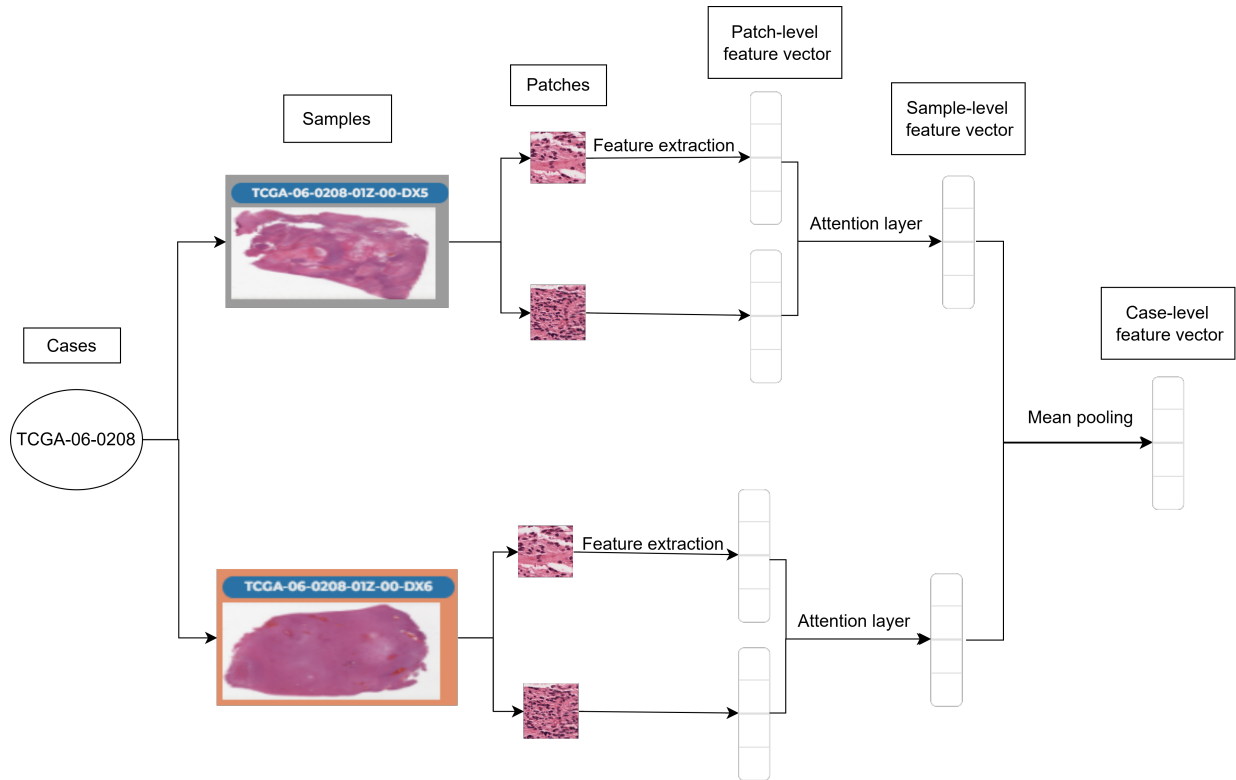 Patch-level
feature vector
Patches
Sample-level
feature vector
Samples
Feature extraction
TCGA-06-0208-01Z-00-DX5
Attention layer
Case-level
feature vector
Cases
Mean pooling
TCGA-06-0208
Feature extraction
TCGA-06-0208-01Z-00-DX6
Attention layer